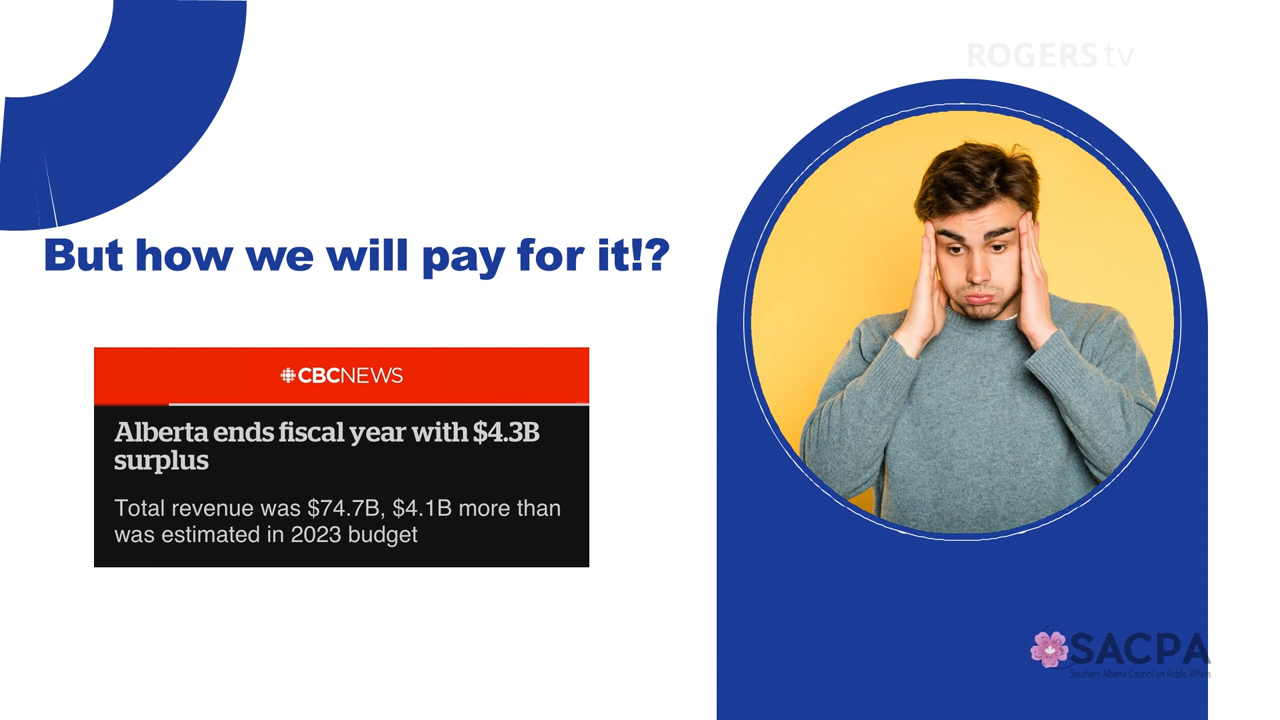 ROGERS tv
But how we will pay for it!?
CBCNEWS
Alberta ends fiscal year with $4.3B
surplus
Total revenue was $74.7B, $4.1B more than
was estimated in 2023 budget
SACPA
Southern Alberta Council on Public Affairs